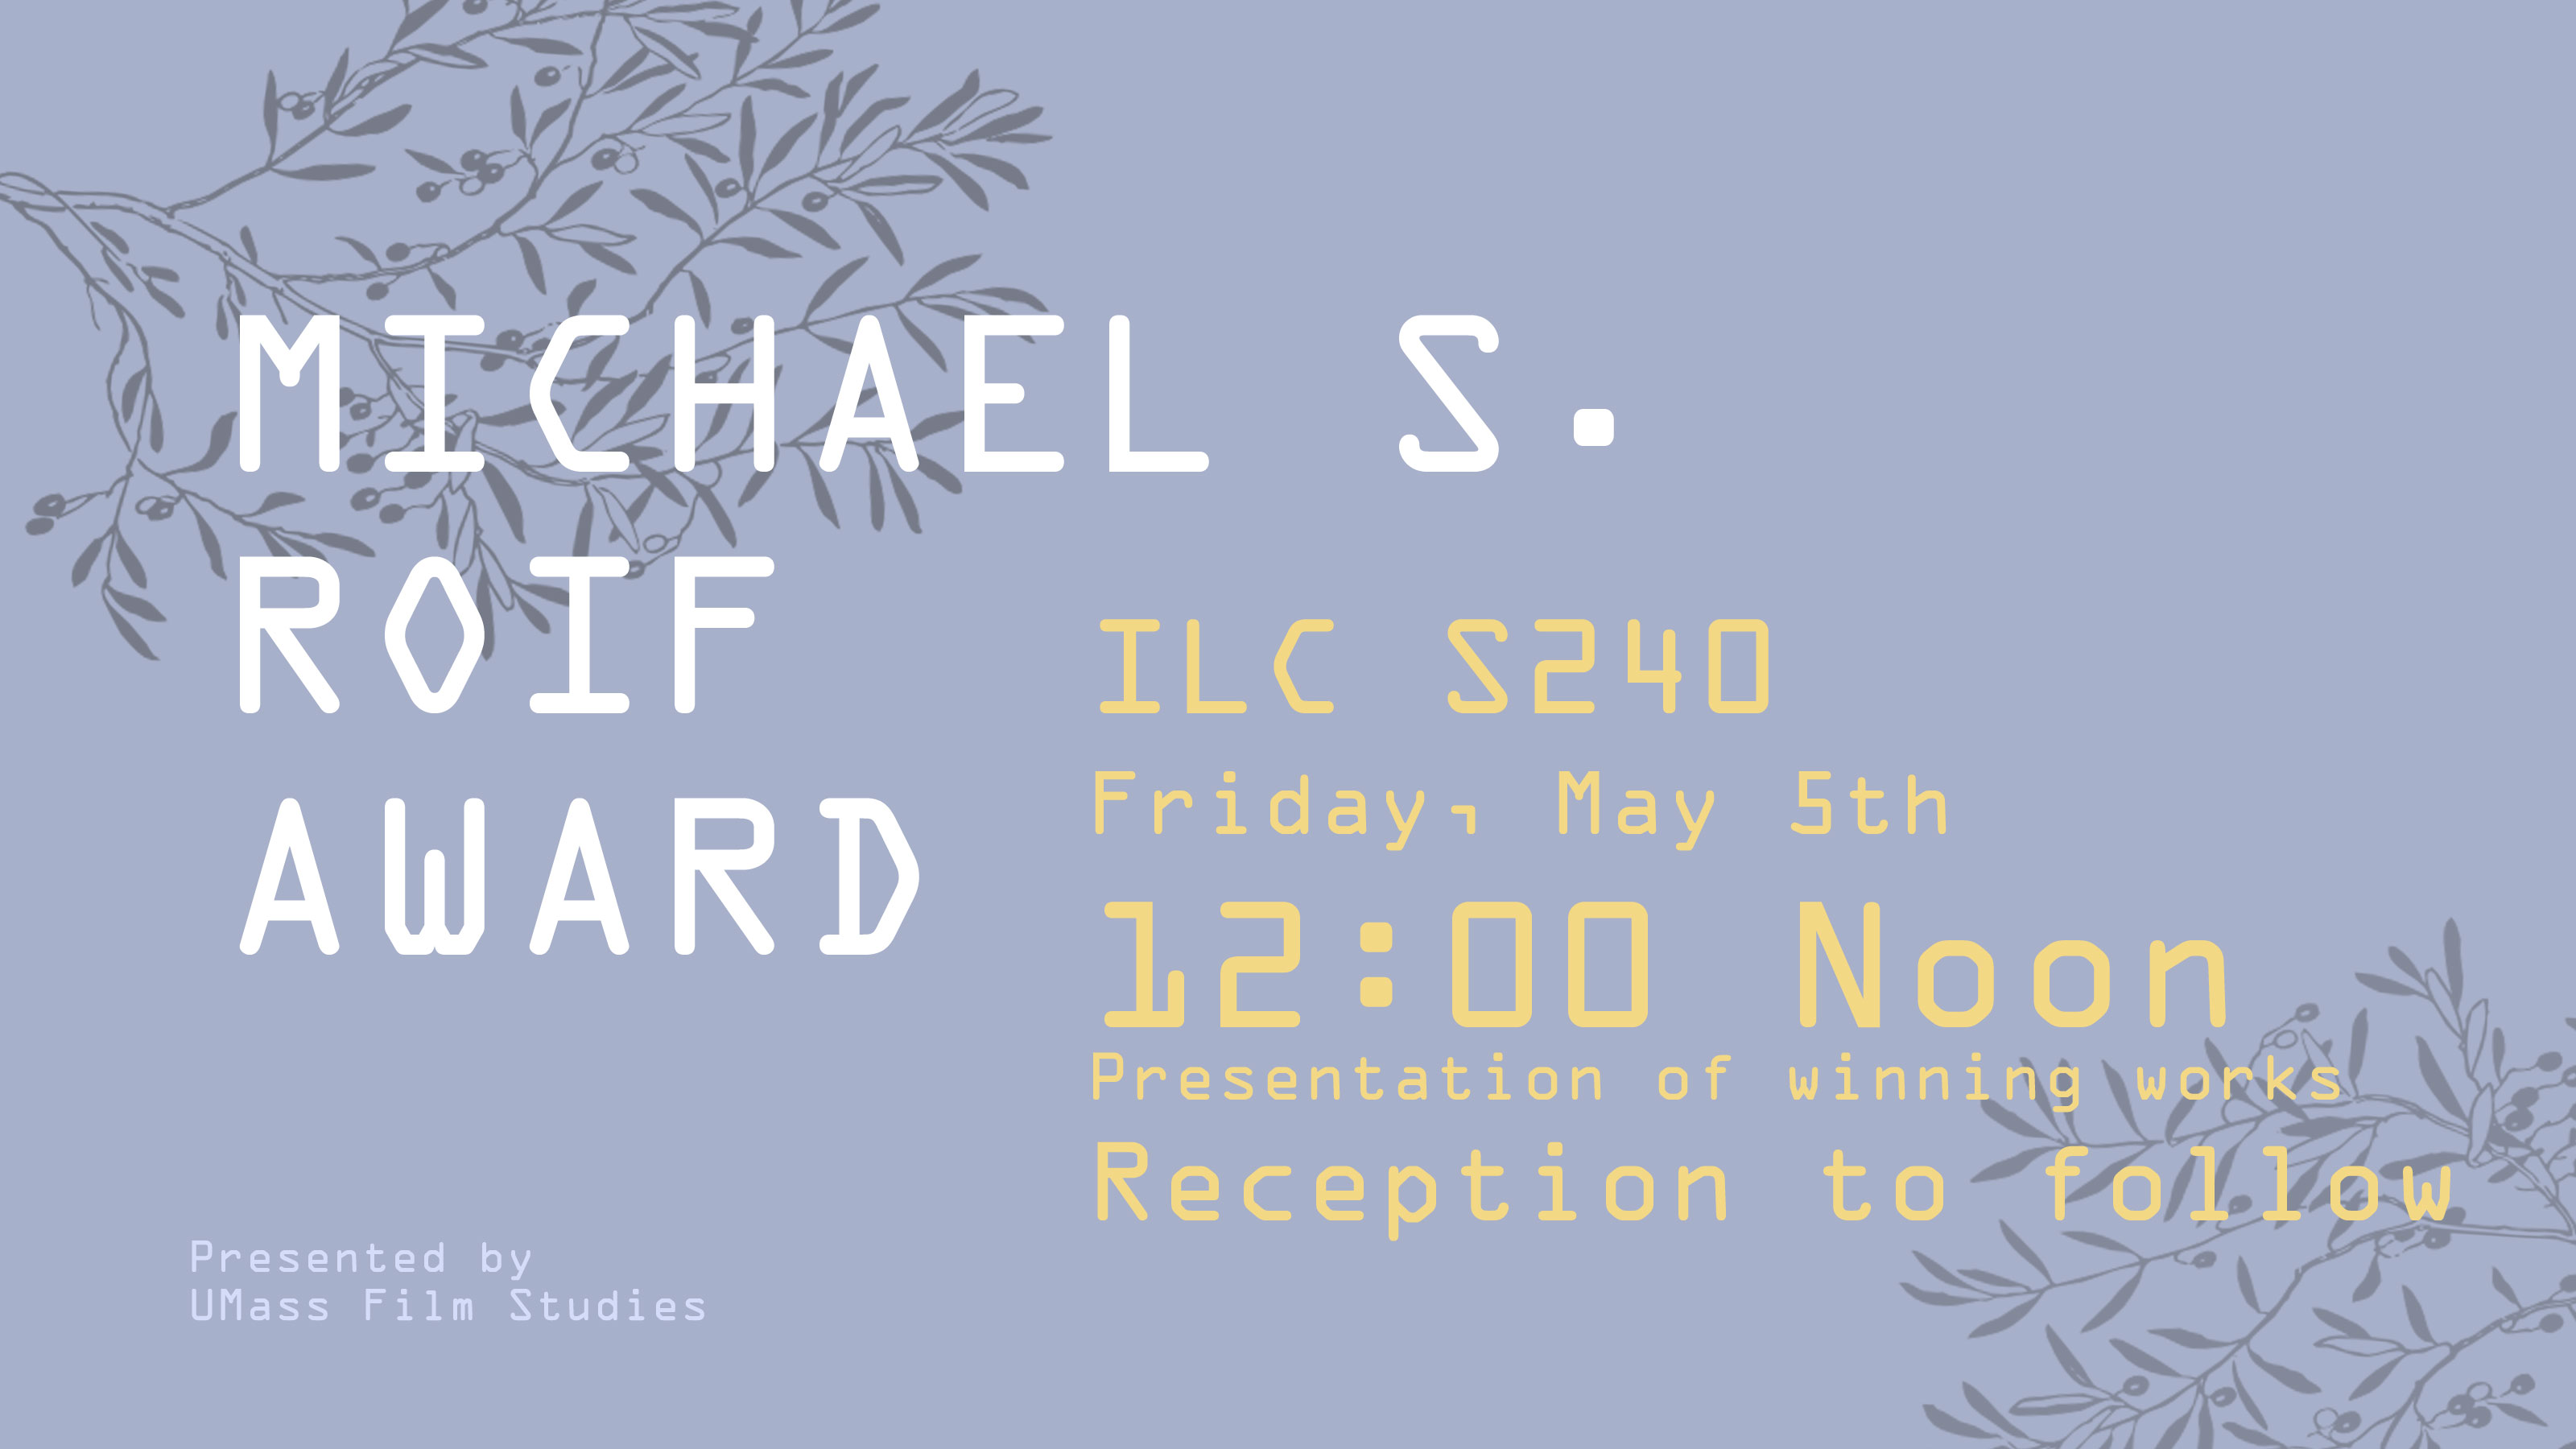 MICHAEL S.
ROIF
AWARD
ILC S240
Friday, May 5th
12:00 Noon
Presentation of winning works
Reception to follow
Presented by
UMass Film Studies